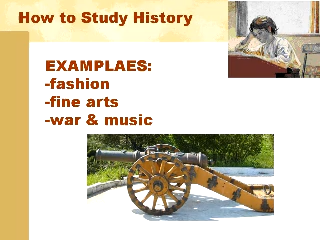 How to Study History
EXAMPLAES:
-fashion
-fine arts
-war & music